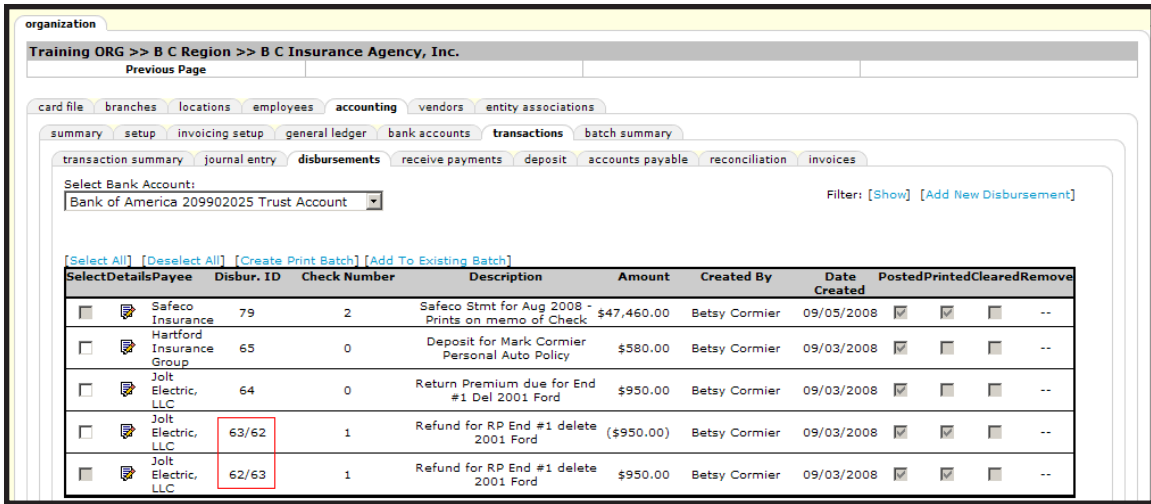 organization
Training ORG >> B C Region >> B C Insurance Agency, Inc.
Previous Page
card file branches locations employees accounting vendors entity associations
summary setup invoicing setup general ledger bank accounts transactions batch summary
transaction summary journal entry disbursements receive payments deposit accounts payable reconciliation invoices
Select Bank Account:
Bank of America 209902025 Trust Account
Filter: [Show] [Add New Disbursement]
[Select All] [Deselect All] [Create Print Batch] [Add To Existing Batch]
Select Details Payee Disbur. ID Check Number Description Amount Created By Date Created Posted Printed Cleared Remove
Safeco Insurance 79 2 Safeco Stmt for Aug 2008 - Prints on memo of Check $47,460.00 Betsy Cormier 09/05/2008 --
Hartford Insurance Group 65 0 Deposit for Mark Cormier Personal Auto Policy $580.00 Betsy Cormier 09/03/2008 --
Jolt Electric, LLC 64 0 Return Premium due for End #1 Del 2001 Ford $950.00 Betsy Cormier 09/03/2008 --
Jolt Electric, LLC 63/62 1 Refund for RP End #1 delete 2001 Ford ($950.00) Betsy Cormier 09/03/2008 --
Jolt Electric, LLC 62/63 1 Refund for RP End #1 delete 2001 Ford $950.00 Betsy Cormier 09/03/2008 --